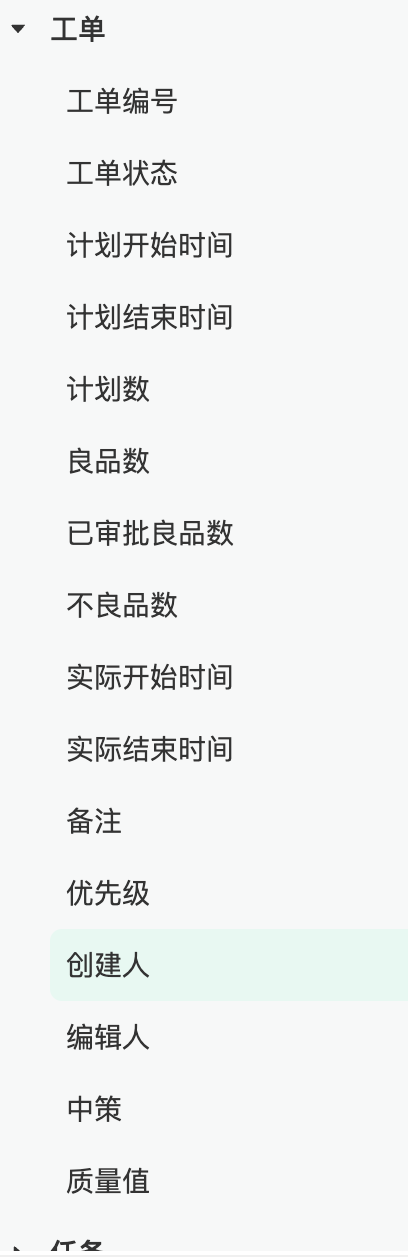 工单
工单编号
工单状态
计划开始时间
计划结束时间
计划数
良品数
已审批良品数
不良品数
实际开始时间
实际结束时间
备注
优先级
创建人
编辑人
中策
质量值
任务